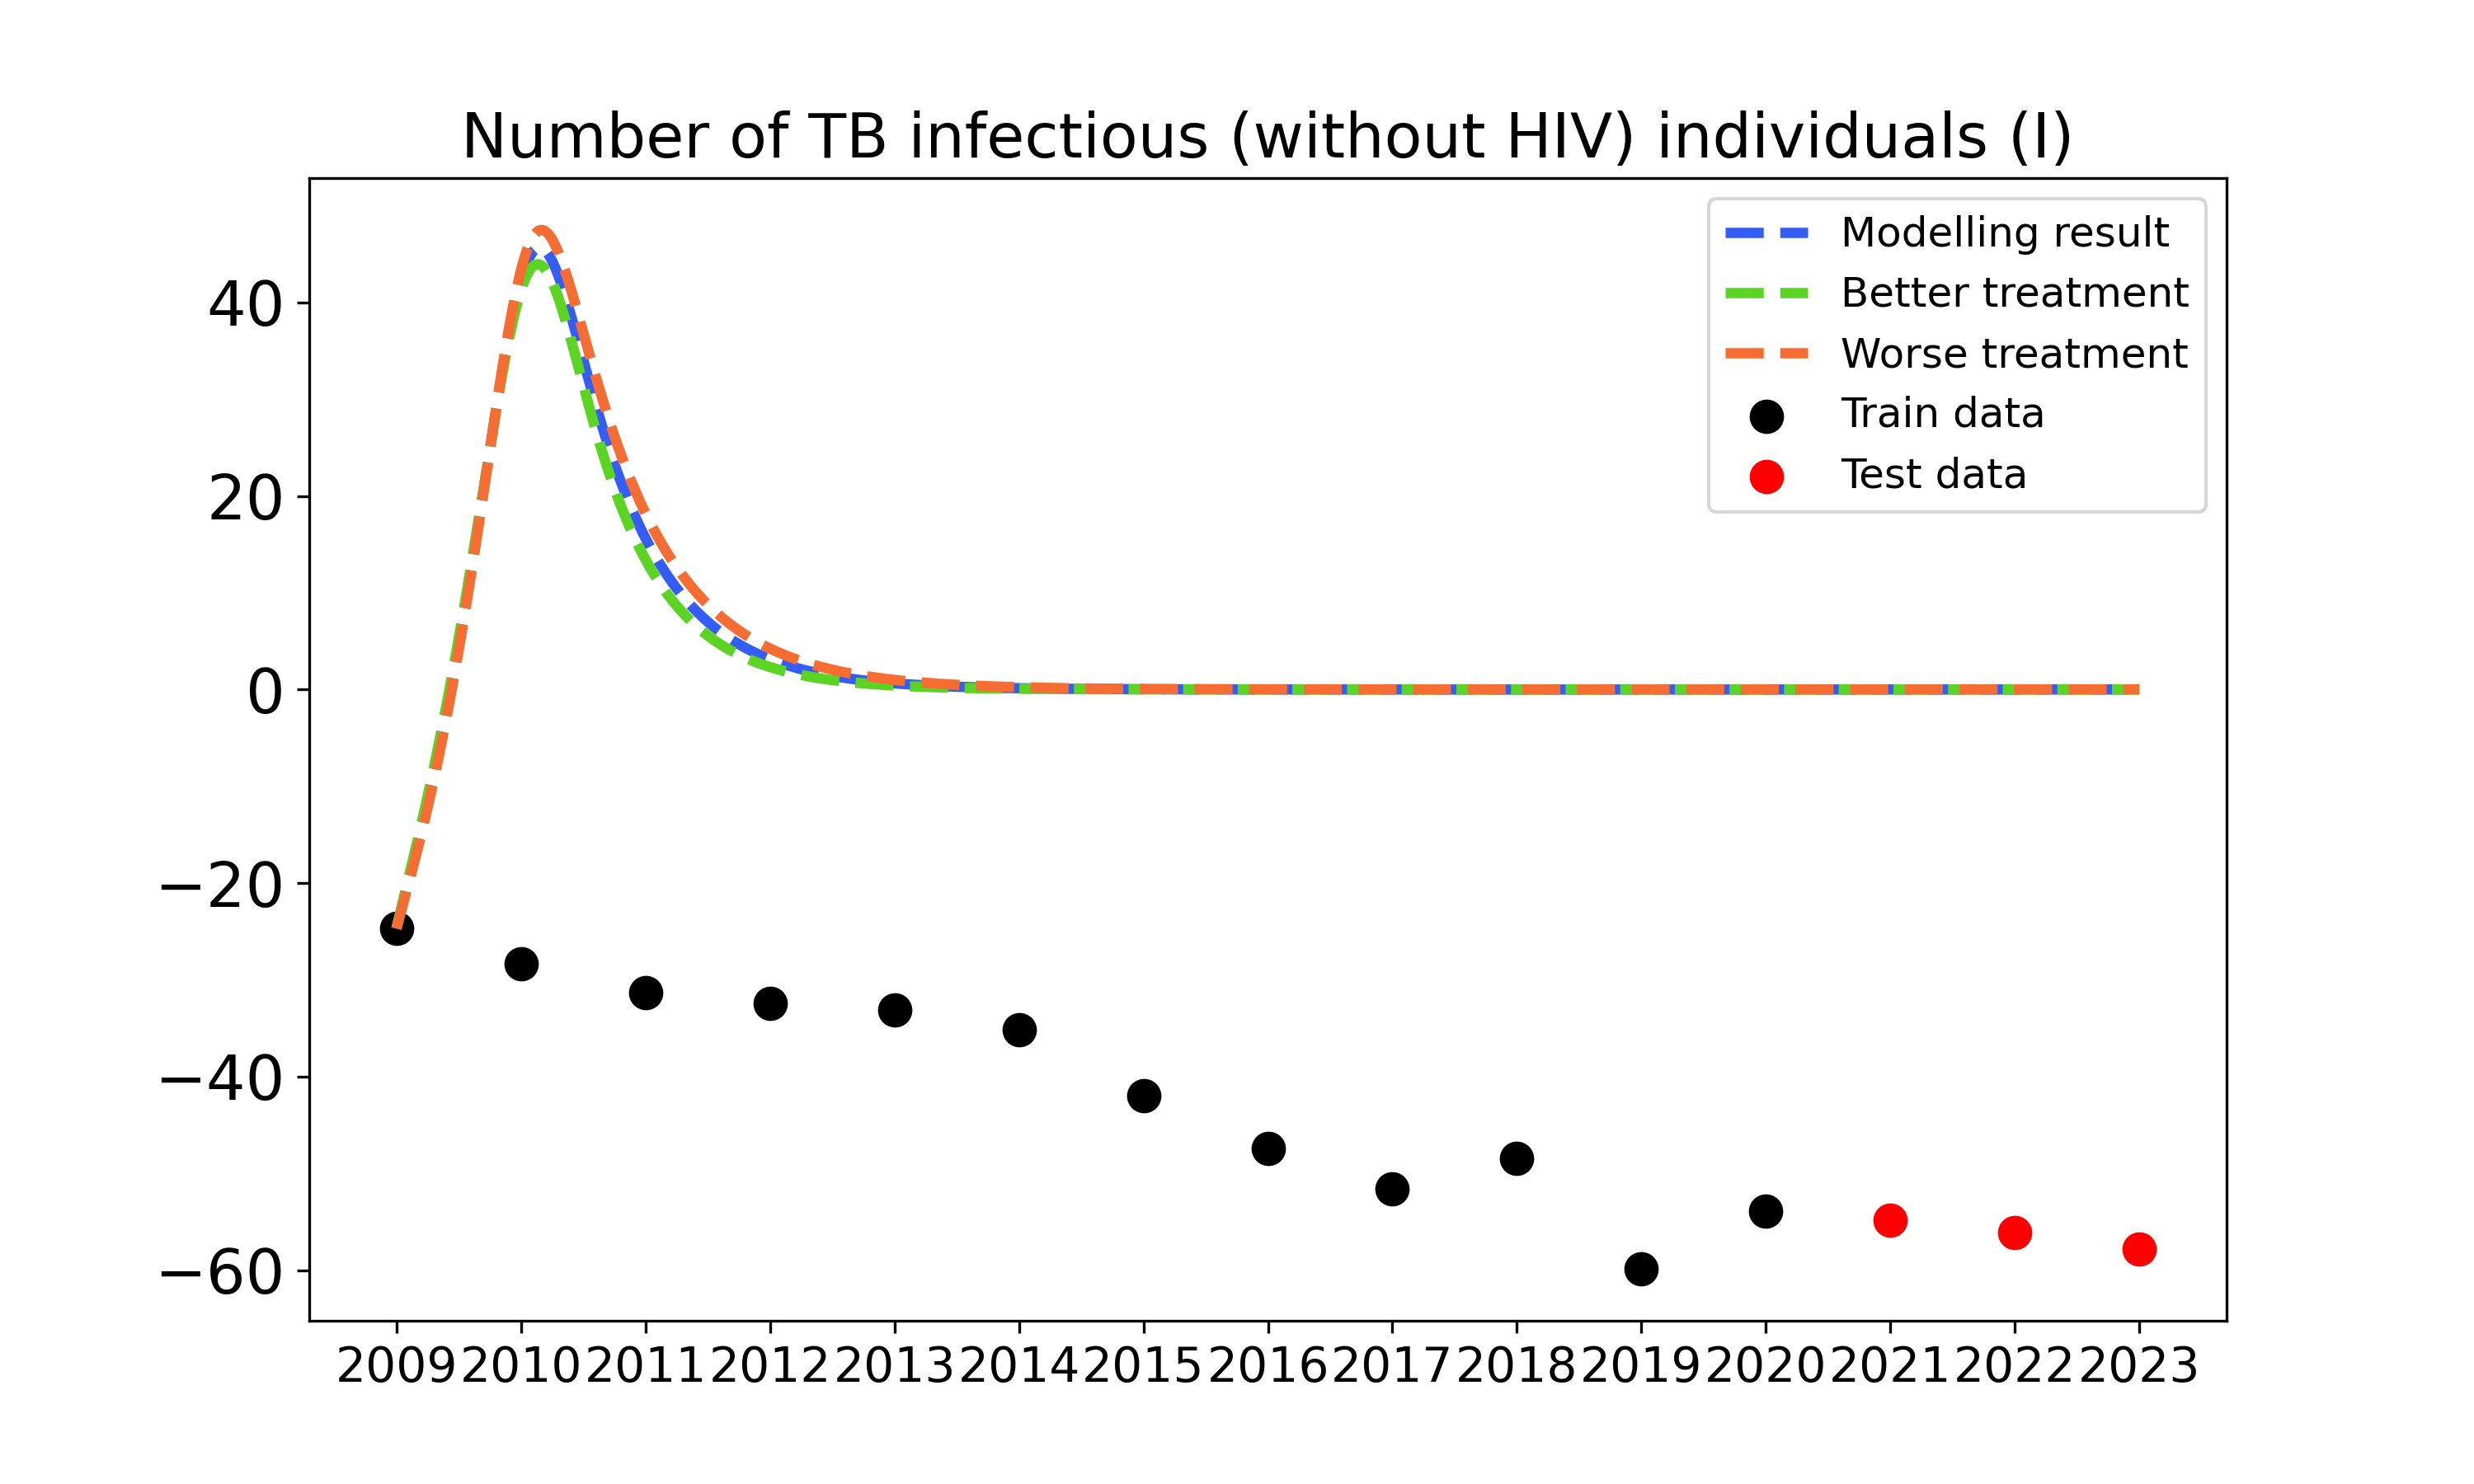 Number of TB infectious (without HIV) individuals (I)
Modelling result
Better treatment
Worse treatment
Train data
Test data
40
20
0
−20
−40
−60
2009 2010 2011 2012 2013 2014 2015 2016 2017 2018 2019 2020 2021 2022 2023